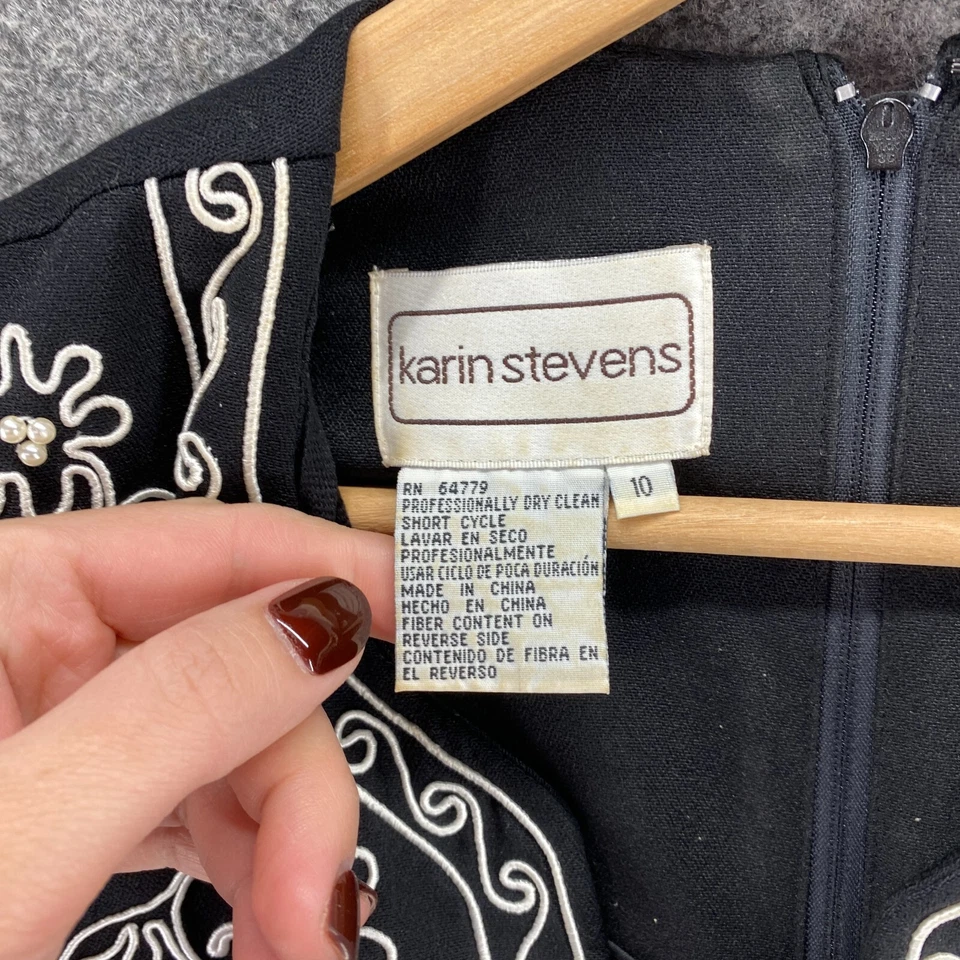 karin stevens
10
RN 64779
PROFESSIONALLY DRY CLEAN
SHORT CYCLE
LAVAR EN SECO
PROFESIONALMENTE
USAR CICLO DE POCA DURACIÓN
MADE IN CHINA
HECHO EN CHINA
FIBER CONTENT ON
REVERSE SIDE
CONTENIDO DE FIBRA EN
EL REVERSO